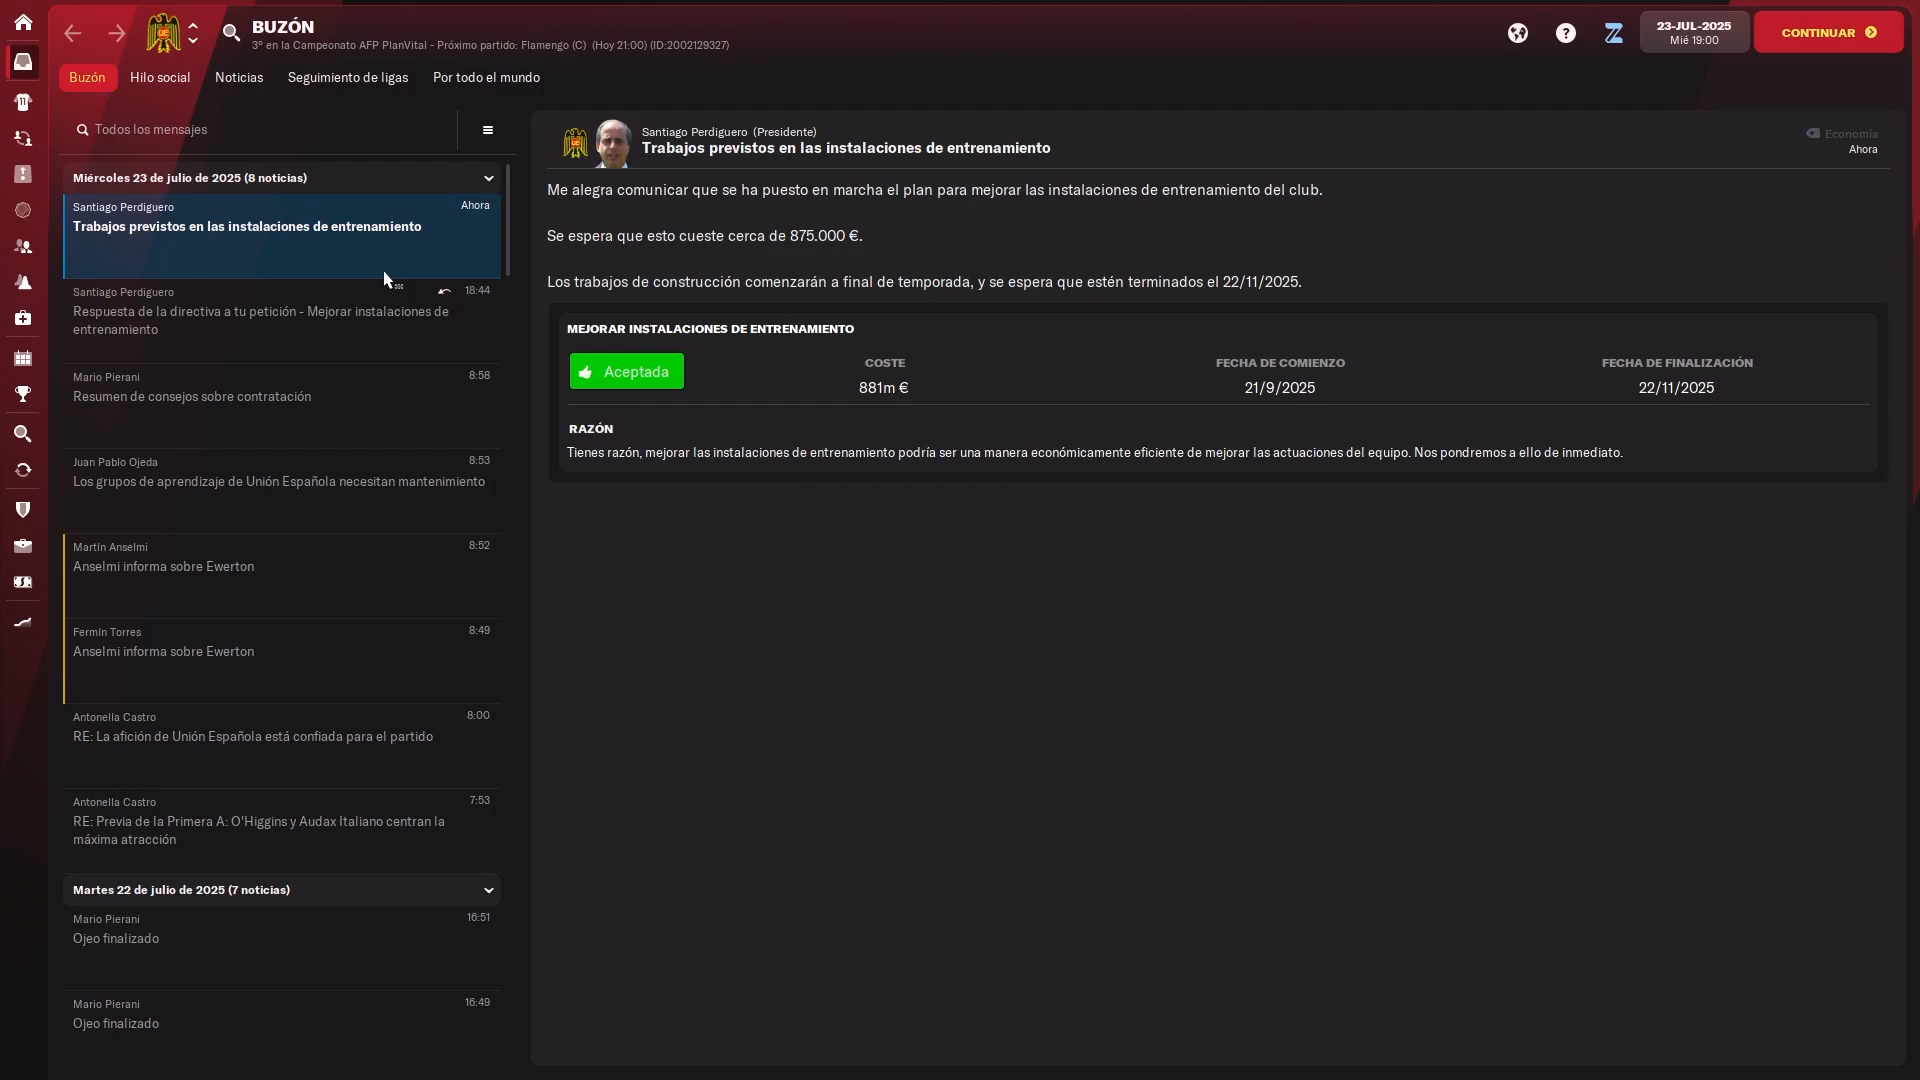 BUZÓN
3º en la Campeonato AFP PlanVital - Próximo partido: Flamengo (C) (Hoy 21:00) (ID:2002129327)
23-JUL-2025
Mié 19:00
CONTINUAR
Buzón
Hilo social
Noticias
Seguimiento de ligas
Por todo el mundo
Todos los mensajes
Miércoles 23 de julio de 2025 (8 noticias)
Santiago Perdiguero
Ahora
Trabajos previstos en las instalaciones de entrenamiento
Santiago Perdiguero
18:44
Respuesta de la directiva a tu petición - Mejorar instalaciones de
entrenamiento
Mario Pierani
8:58
Resumen de consejos sobre contratación
Juan Pablo Ojeda
8:53
Los grupos de aprendizaje de Unión Española necesitan mantenimiento
Martín Anselmi
8:52
Anselmi informa sobre Ewerton
Fermín Torres
8:49
Anselmi informa sobre Ewerton
Antonella Castro
8:00
RE: La afición de Unión Española está confiada para el partido
Antonella Castro
7:53
RE: Previa de la Primera A: O'Higgins y Audax Italiano centran la
máxima atracción
Martes 22 de julio de 2025 (7 noticias)
Mario Pierani
16:51
Ojeo finalizado
Mario Pierani
16:49
Ojeo finalizado
Santiago Perdiguero (Presidente)
Trabajos previstos en las instalaciones de entrenamiento
Economía
Ahora
Me alegra comunicar que se ha puesto en marcha el plan para mejorar las instalaciones de entrenamiento del club.
Se espera que esto cueste cerca de 875.000 €.
Los trabajos de construcción comenzarán a final de temporada, y se espera que estén terminados el 22/11/2025.
MEJORAR INSTALACIONES DE ENTRENAMIENTO
Aceptada
COSTE
881m €
FECHA DE COMIENZO
21/9/2025
FECHA DE FINALIZACIÓN
22/11/2025
RAZÓN
Tienes razón, mejorar las instalaciones de entrenamiento podría ser una manera económicamente eficiente de mejorar las actuaciones del equipo. Nos pondremos a ello de inmediato.